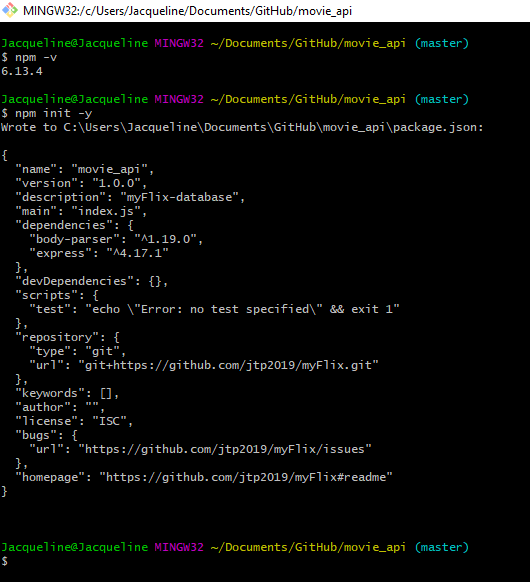 MINGW32:/c/Users/Jacqueline/Documents/GitHub/movie_api
Jacqueline@Jacqueline MINGW32 ~/Documents/GitHub/movie_api (master)
$ npm -v
6.13.4
Jacqueline@Jacqueline MINGW32 ~/Documents/GitHub/movie_api (master)
$ npm init -y
Wrote to C:\Users\Jacqueline\Documents\GitHub\movie_api\package.json:
{
  "name": "movie_api",
  "version": "1.0.0",
  "description": "myFlix-database",
  "main": "index.js",
  "dependencies": {
    "body-parser": "^1.19.0",
    "express": "^4.17.1"
  },
  "devDependencies": {},
  "scripts": {
    "test": "echo \"Error: no test specified\" && exit 1"
  },
  "repository": {
    "type": "git",
    "url": "git+https://github.com/jtp2019/myFlix.git"
  },
  "keywords": [],
  "author": "",
  "license": "ISC",
  "bugs": {
    "url": "https://github.com/jtp2019/myFlix/issues"
  },
  "homepage": "https://github.com/jtp2019/myFlix#readme"
}
Jacqueline@Jacqueline MINGW32 ~/Documents/GitHub/movie_api (master)
$